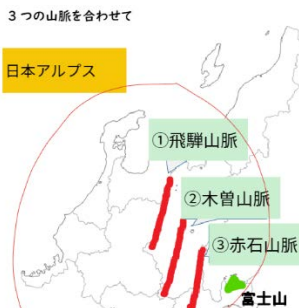 3つの山脈を合わせて
日本アルプス
①飛騨山脈
②木曽山脈
③赤石山脈
富士山